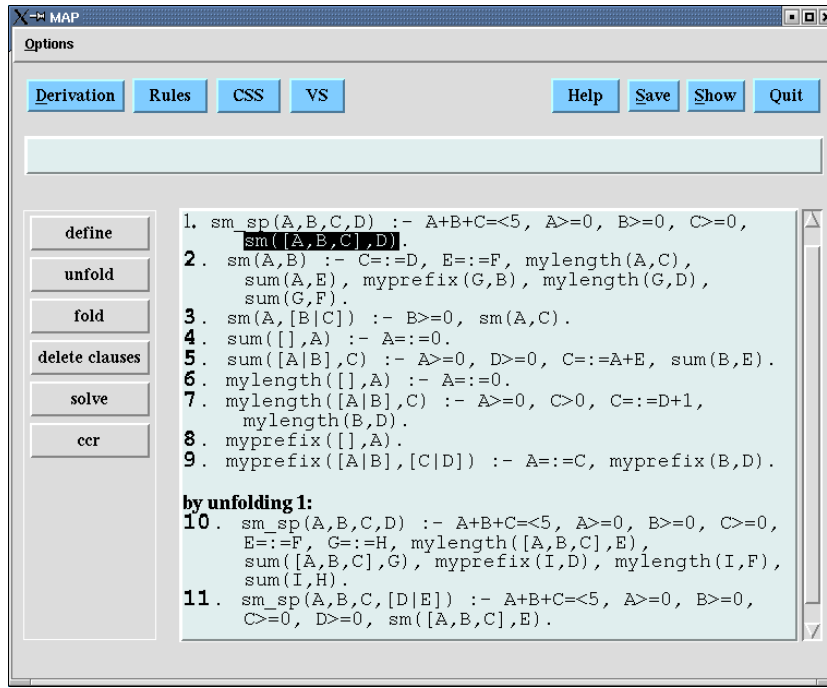 MAP
Options
Derivation Rules CSS VS Help Save Show Quit
define
unfold
fold
delete clauses
solve
ccr
1. sm_sp(A,B,C,D) :- A+B+C=<5, A>=0, B>=0, C>=0,
sm([A,B,C],D).
2. sm(A,B) :- C=:=D, E=:=F, mylength(A,C),
sum(A,E), myprefix(G,B), mylength(G,D),
sum(G,F).
3. sm(A,[B|C]) :- B>=0, sm(A,C).
4. sum([],A) :- A=:=0.
5. sum([A|B],C) :- A>=0, D>=0, C=:=A+E, sum(B,E).
6. mylength([],A) :- A=:=0.
7. mylength([A|B],C) :- A>=0, C>0, C=:=D+1,
mylength(B,D).
8. myprefix([],A).
9. myprefix([A|B],[C|D]) :- A=:=C, myprefix(B,D).
by unfolding 1:
10. sm_sp(A,B,C,D) :- A+B+C=<5, A>=0, B>=0, C>=0,
E=:=F, G=:=H, mylength([A,B,C],E),
sum([A,B,C],G), myprefix(I,D), mylength(I,F),
sum(I,H).
11. sm_sp(A,B,C,[D|E]) :- A+B+C=<5, A>=0, B>=0,
C>=0, D>=0, sm([A,B,C],E).